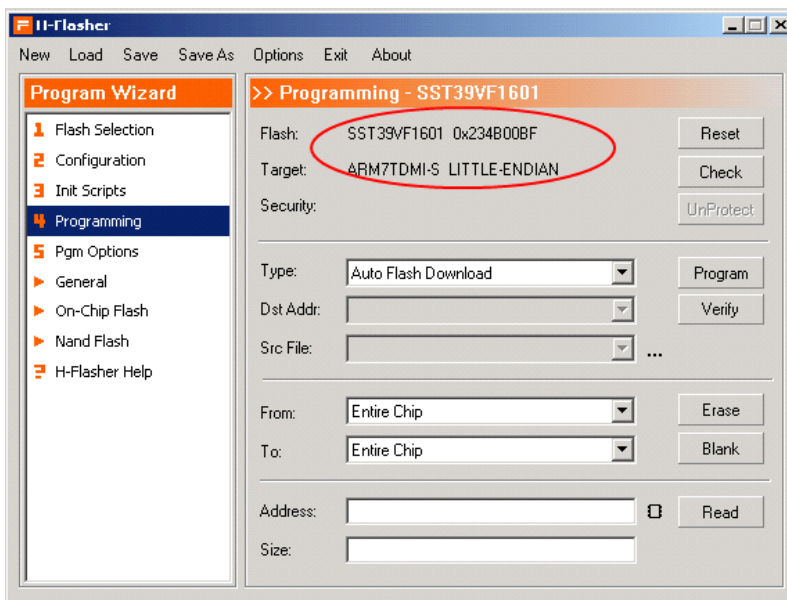 H-Flasher
New Load Save Save As Options Exit About
Program Wizard
1 Flash Selection
2 Configuration
3 Init Scripts
4 Programming
5 Pgm Options
General
On-Chip Flash
Nand Flash
? H-Flasher Help
>> Programming - SST39VF1601
Flash: SST39VF1601 0x234B00BF Reset
Target: ARM7TDMI-S LITTLE-ENDIAN Check
Security: UnProtect
Type: Auto Flash Download Program
Dst Addr: Verify
Src File: ...
From: Entire Chip Erase
To: Entire Chip Blank
Address: Read
Size: